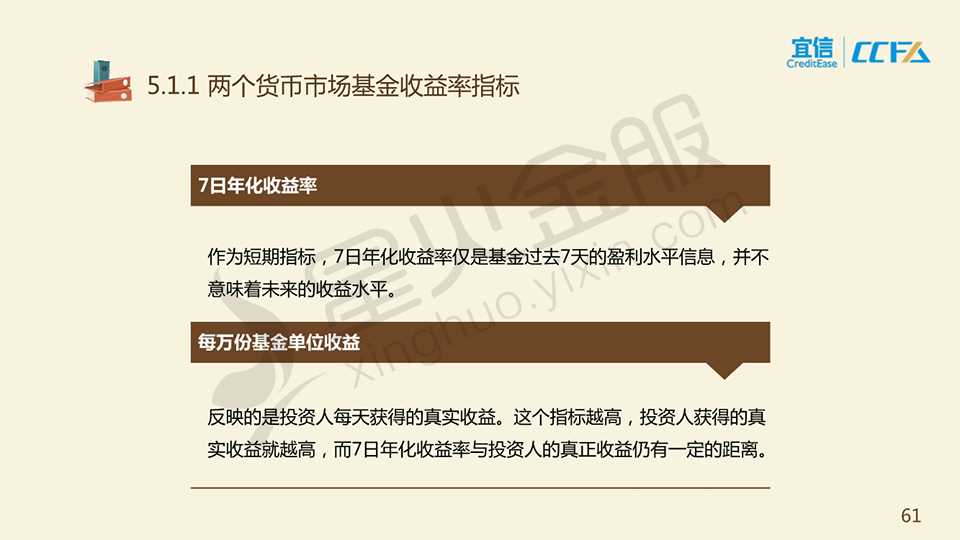 宜信
CreditEase
CCFA
5.1.1 两个货币市场基金收益率指标
7日年化收益率
作为短期指标，7日年化收益率仅是基金过去7天的盈利水平信息，并不
意味着未来的收益水平。
每万份基金单位收益
反映的是投资人每天获得的真实收益。这个指标越高，投资人获得的真
实收益就越高，而7日年化收益率与投资人的真正收益仍有一定的距离。
星火金服
xinghuo.yixin.com
61